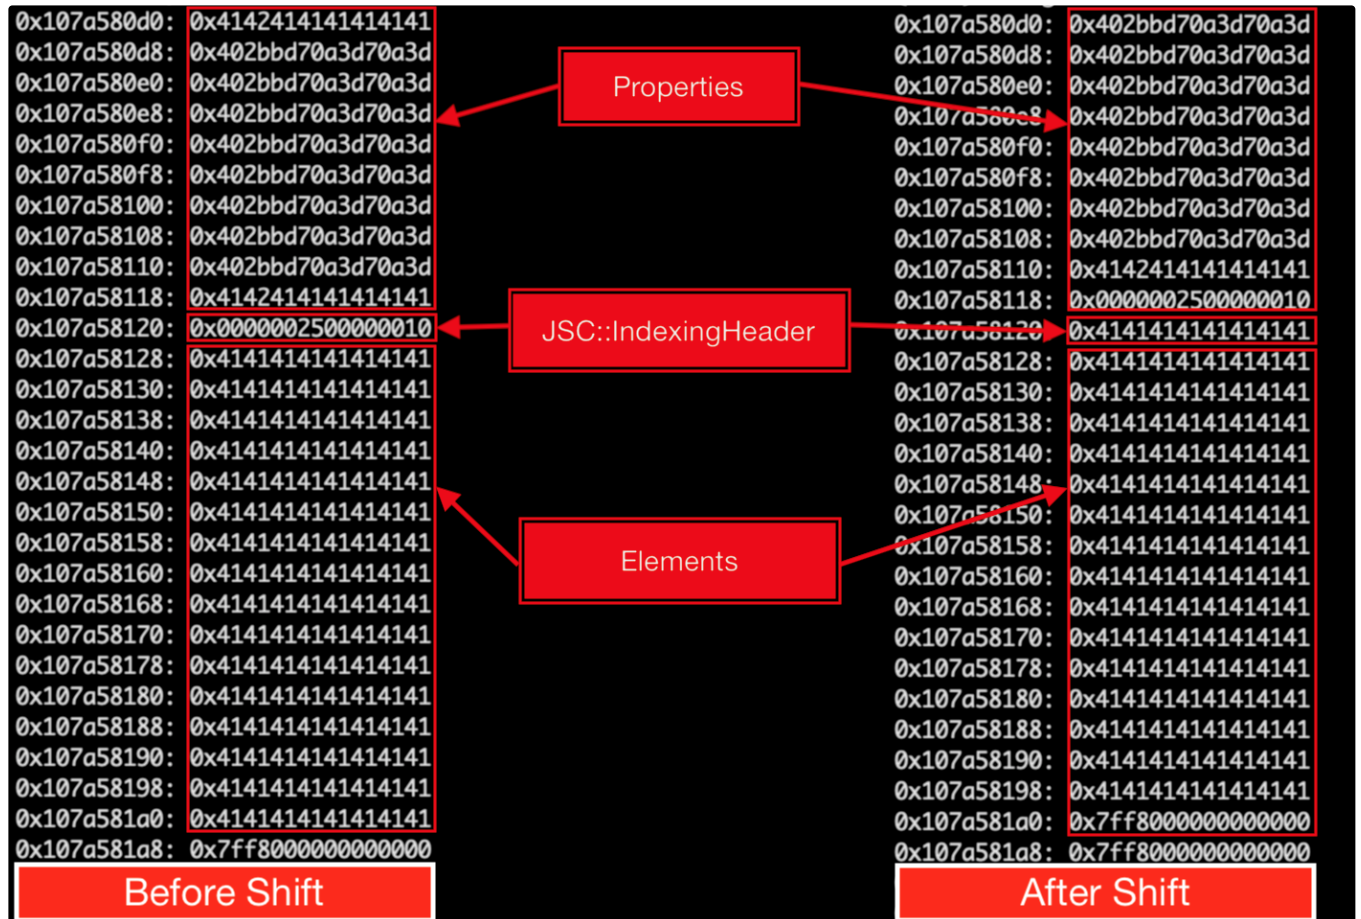 0x107a580d0: 0x4142414141414141
0x107a580d8: 0x402bbd70a3d70a3d
0x107a580e0: 0x402bbd70a3d70a3d
0x107a580e8: 0x402bbd70a3d70a3d
0x107a580f0: 0x402bbd70a3d70a3d
0x107a580f8: 0x402bbd70a3d70a3d
0x107a58100: 0x402bbd70a3d70a3d
0x107a58108: 0x402bbd70a3d70a3d
0x107a58110: 0x402bbd70a3d70a3d
0x107a58118: 0x4142414141414141
0x107a58120: 0x0000002500000010
0x107a58128: 0x4141414141414141
0x107a58130: 0x4141414141414141
0x107a58138: 0x4141414141414141
0x107a58140: 0x4141414141414141
0x107a58148: 0x4141414141414141
0x107a58150: 0x4141414141414141
0x107a58158: 0x4141414141414141
0x107a58160: 0x4141414141414141
0x107a58168: 0x4141414141414141
0x107a58170: 0x4141414141414141
0x107a58178: 0x4141414141414141
0x107a58180: 0x4141414141414141
0x107a58188: 0x4141414141414141
0x107a58190: 0x4141414141414141
0x107a58198: 0x4141414141414141
0x107a581a0: 0x4141414141414141
0x107a581a8: 0x7ff8000000000000
Before Shift
Properties
JSC::IndexingHeader
Elements
0x107a580d0: 0x402bbd70a3d70a3d
0x107a580d8: 0x402bbd70a3d70a3d
0x107a580e0: 0x402bbd70a3d70a3d
0x107a580e8: 0x402bbd70a3d70a3d
0x107a580f0: 0x402bbd70a3d70a3d
0x107a580f8: 0x402bbd70a3d70a3d
0x107a58100: 0x402bbd70a3d70a3d
0x107a58108: 0x402bbd70a3d70a3d
0x107a58110: 0x4142414141414141
0x107a58118: 0x0000002500000010
0x107a58120: 0x4141414141414141
0x107a58128: 0x4141414141414141
0x107a58130: 0x4141414141414141
0x107a58138: 0x4141414141414141
0x107a58140: 0x4141414141414141
0x107a58148: 0x4141414141414141
0x107a58150: 0x4141414141414141
0x107a58158: 0x4141414141414141
0x107a58160: 0x4141414141414141
0x107a58168: 0x4141414141414141
0x107a58170: 0x4141414141414141
0x107a58178: 0x4141414141414141
0x107a58180: 0x4141414141414141
0x107a58188: 0x4141414141414141
0x107a58190: 0x4141414141414141
0x107a58198: 0x4141414141414141
0x107a581a0: 0x7ff8000000000000
0x107a581a8: 0x7ff8000000000000
After Shift